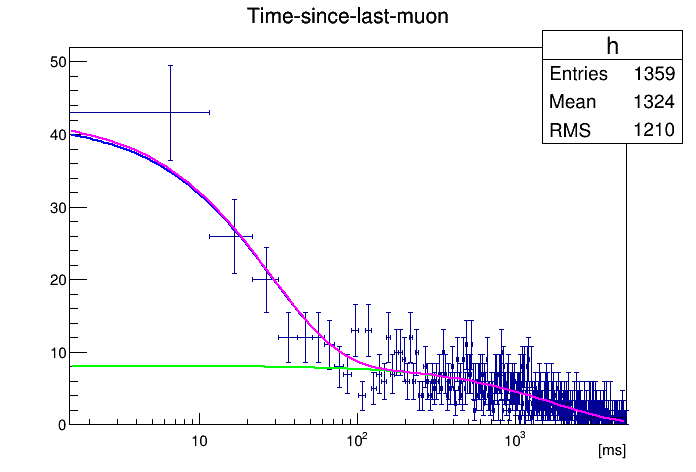 Time-since-last-muon
h
Entries 1359
Mean 1324
RMS 1210
50
40
30
20
10
0
10 10² 10³
[ms]